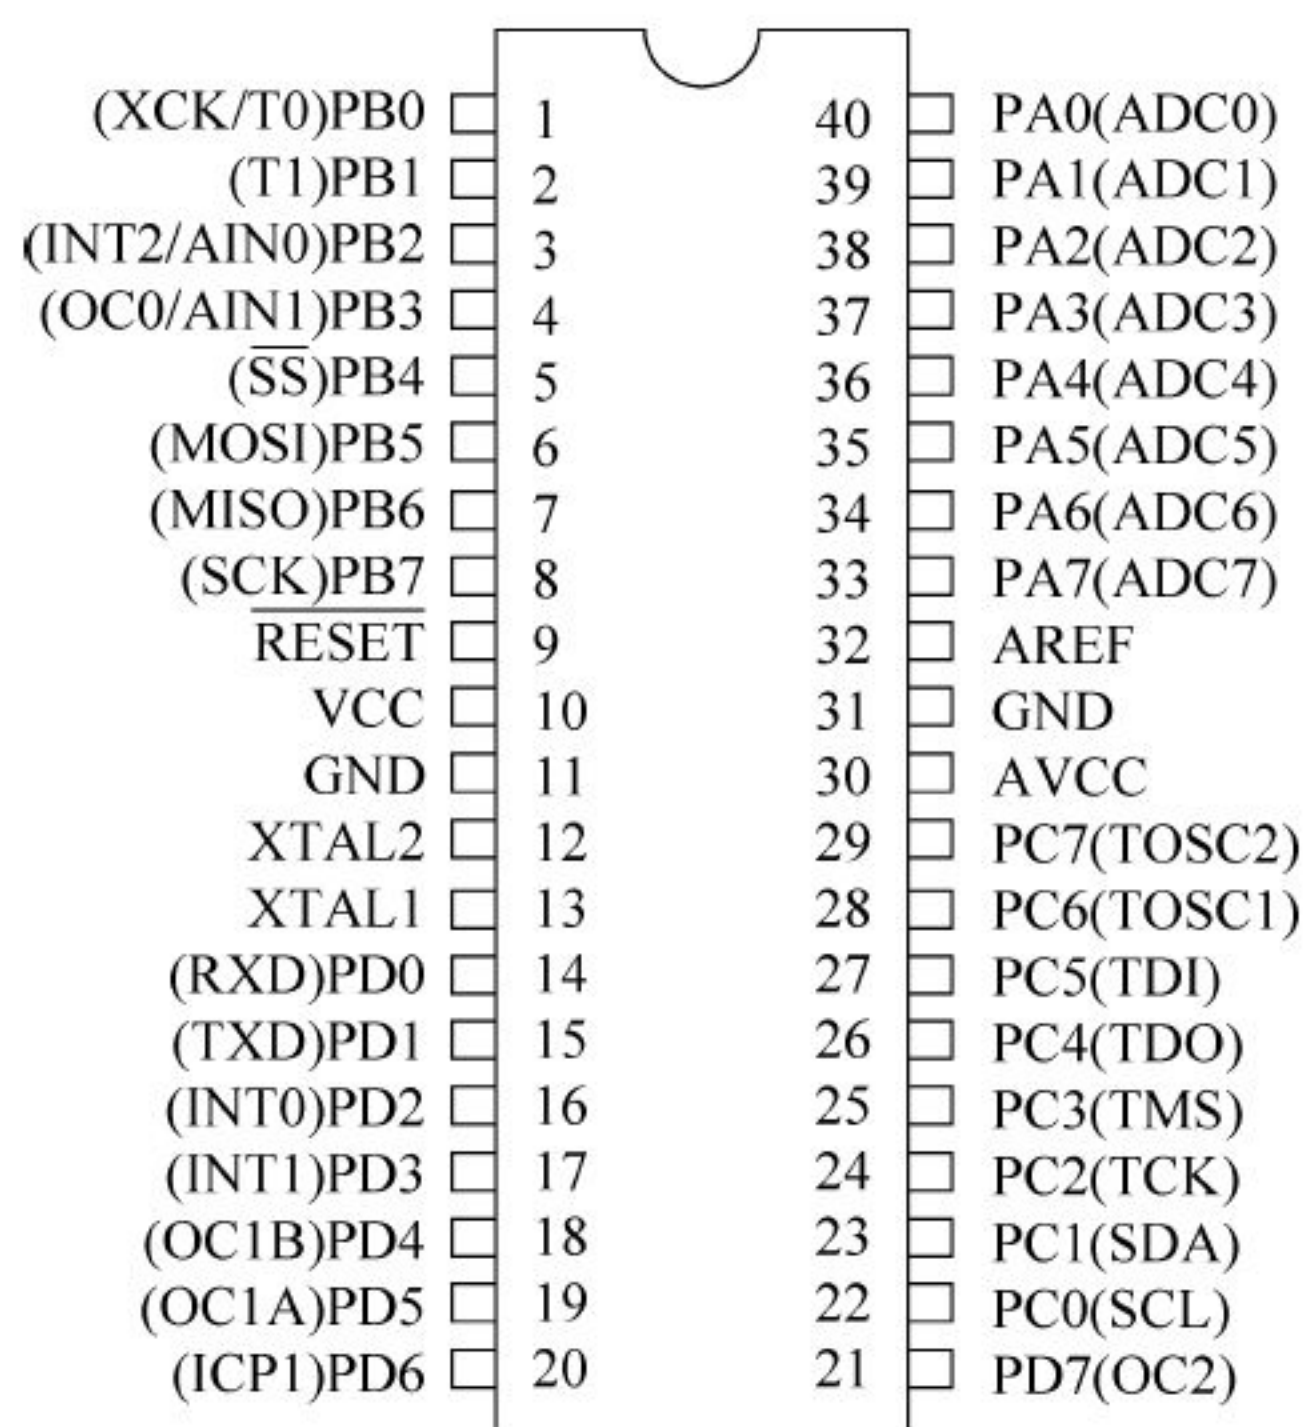 (XCK/T0)PB0 1 40 PA0(ADC0)
(T1)PB1 2 39 PA1(ADC1)
(INT2/AIN0)PB2 3 38 PA2(ADC2)
(OC0/AIN1)PB3 4 37 PA3(ADC3)
(S̅S̅)PB4 5 36 PA4(ADC4)
(MOSI)PB5 6 35 PA5(ADC5)
(MISO)PB6 7 34 PA6(ADC6)
(SCK)PB7 8 33 PA7(ADC7)
R̅E̅S̅E̅T̅ 9 32 AREF
VCC 10 31 GND
GND 11 30 AVCC
XTAL2 12 29 PC7(TOSC2)
XTAL1 13 28 PC6(TOSC1)
(RXD)PD0 14 27 PC5(TDI)
(TXD)PD1 15 26 PC4(TDO)
(INT0)PD2 16 25 PC3(TMS)
(INT1)PD3 17 24 PC2(TCK)
(OC1B)PD4 18 23 PC1(SDA)
(OC1A)PD5 19 22 PC0(SCL)
(ICP1)PD6 20 21 PD7(OC2)